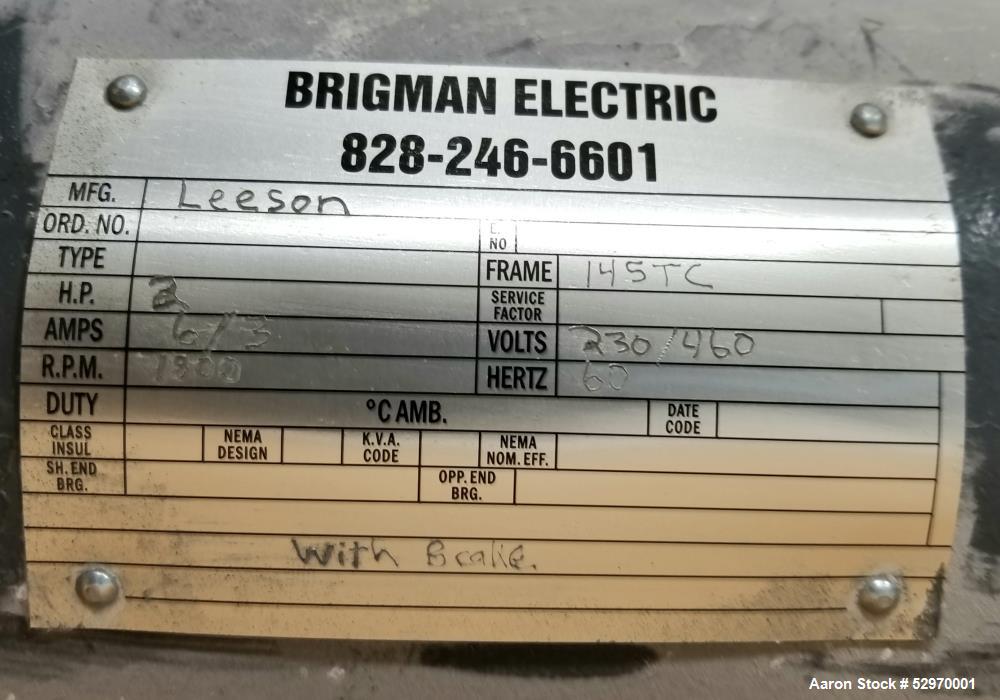 BRIGMAN ELECTRIC
828-246-6601
MFG. Leeson
ORD. NO. E. NO
TYPE FRAME 145TC
H.P. 2 SERVICE FACTOR
AMPS 6/3 VOLTS 230/460
R.P.M. 1800 HERTZ 60
DUTY °C AMB. DATE CODE
CLASS INSUL NEMA DESIGN K.V.A. CODE NEMA NOM. EFF.
SH. END BRG. OPP. END BRG.
With Brake.
Aaron Stock # 52970001